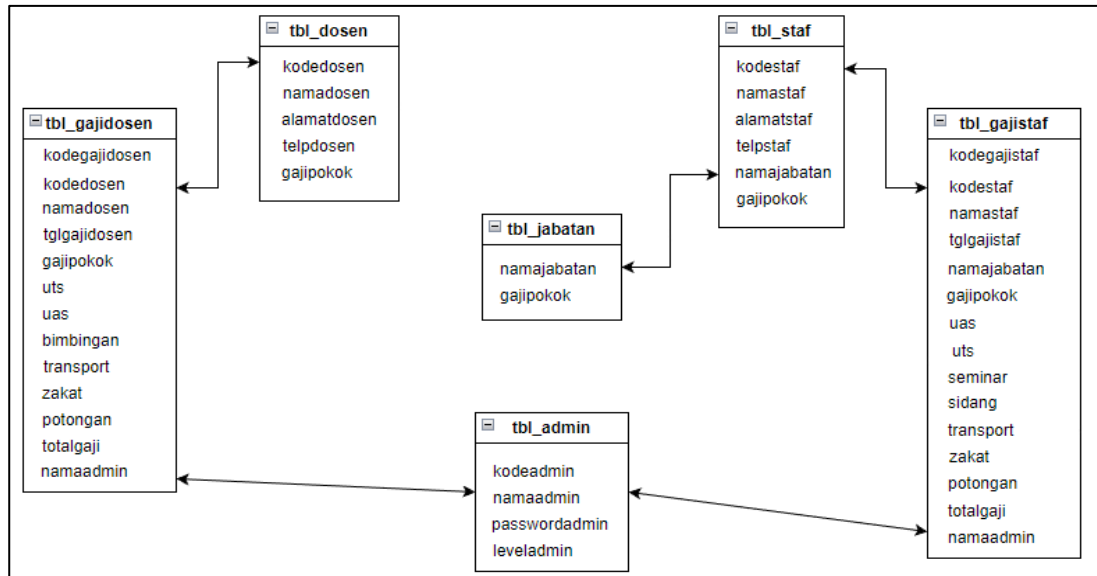 tbl_dosen
kodedosen
namadosen
alamatdosen
telpdosen
gajipokok
tbl_staf
kodestaf
namastaf
alamatstaf
telpstaf
namajabatan
gajipokok
tbl_gajidosen
kodegajidosen
kodedosen
namadosen
tglgajidosen
gajipokok
uts
uas
bimbingan
transport
zakat
potongan
totalgaji
namaadmin
tbl_gajistaf
kodegajistaf
kodestaf
namastaf
tglgajistaf
namajabatan
gajipokok
uas
uts
seminar
sidang
transport
zakat
potongan
totalgaji
namaadmin
tbl_jabatan
namajabatan
gajipokok
tbl_admin
kodeadmin
namaadmin
passwordadmin
leveladmin